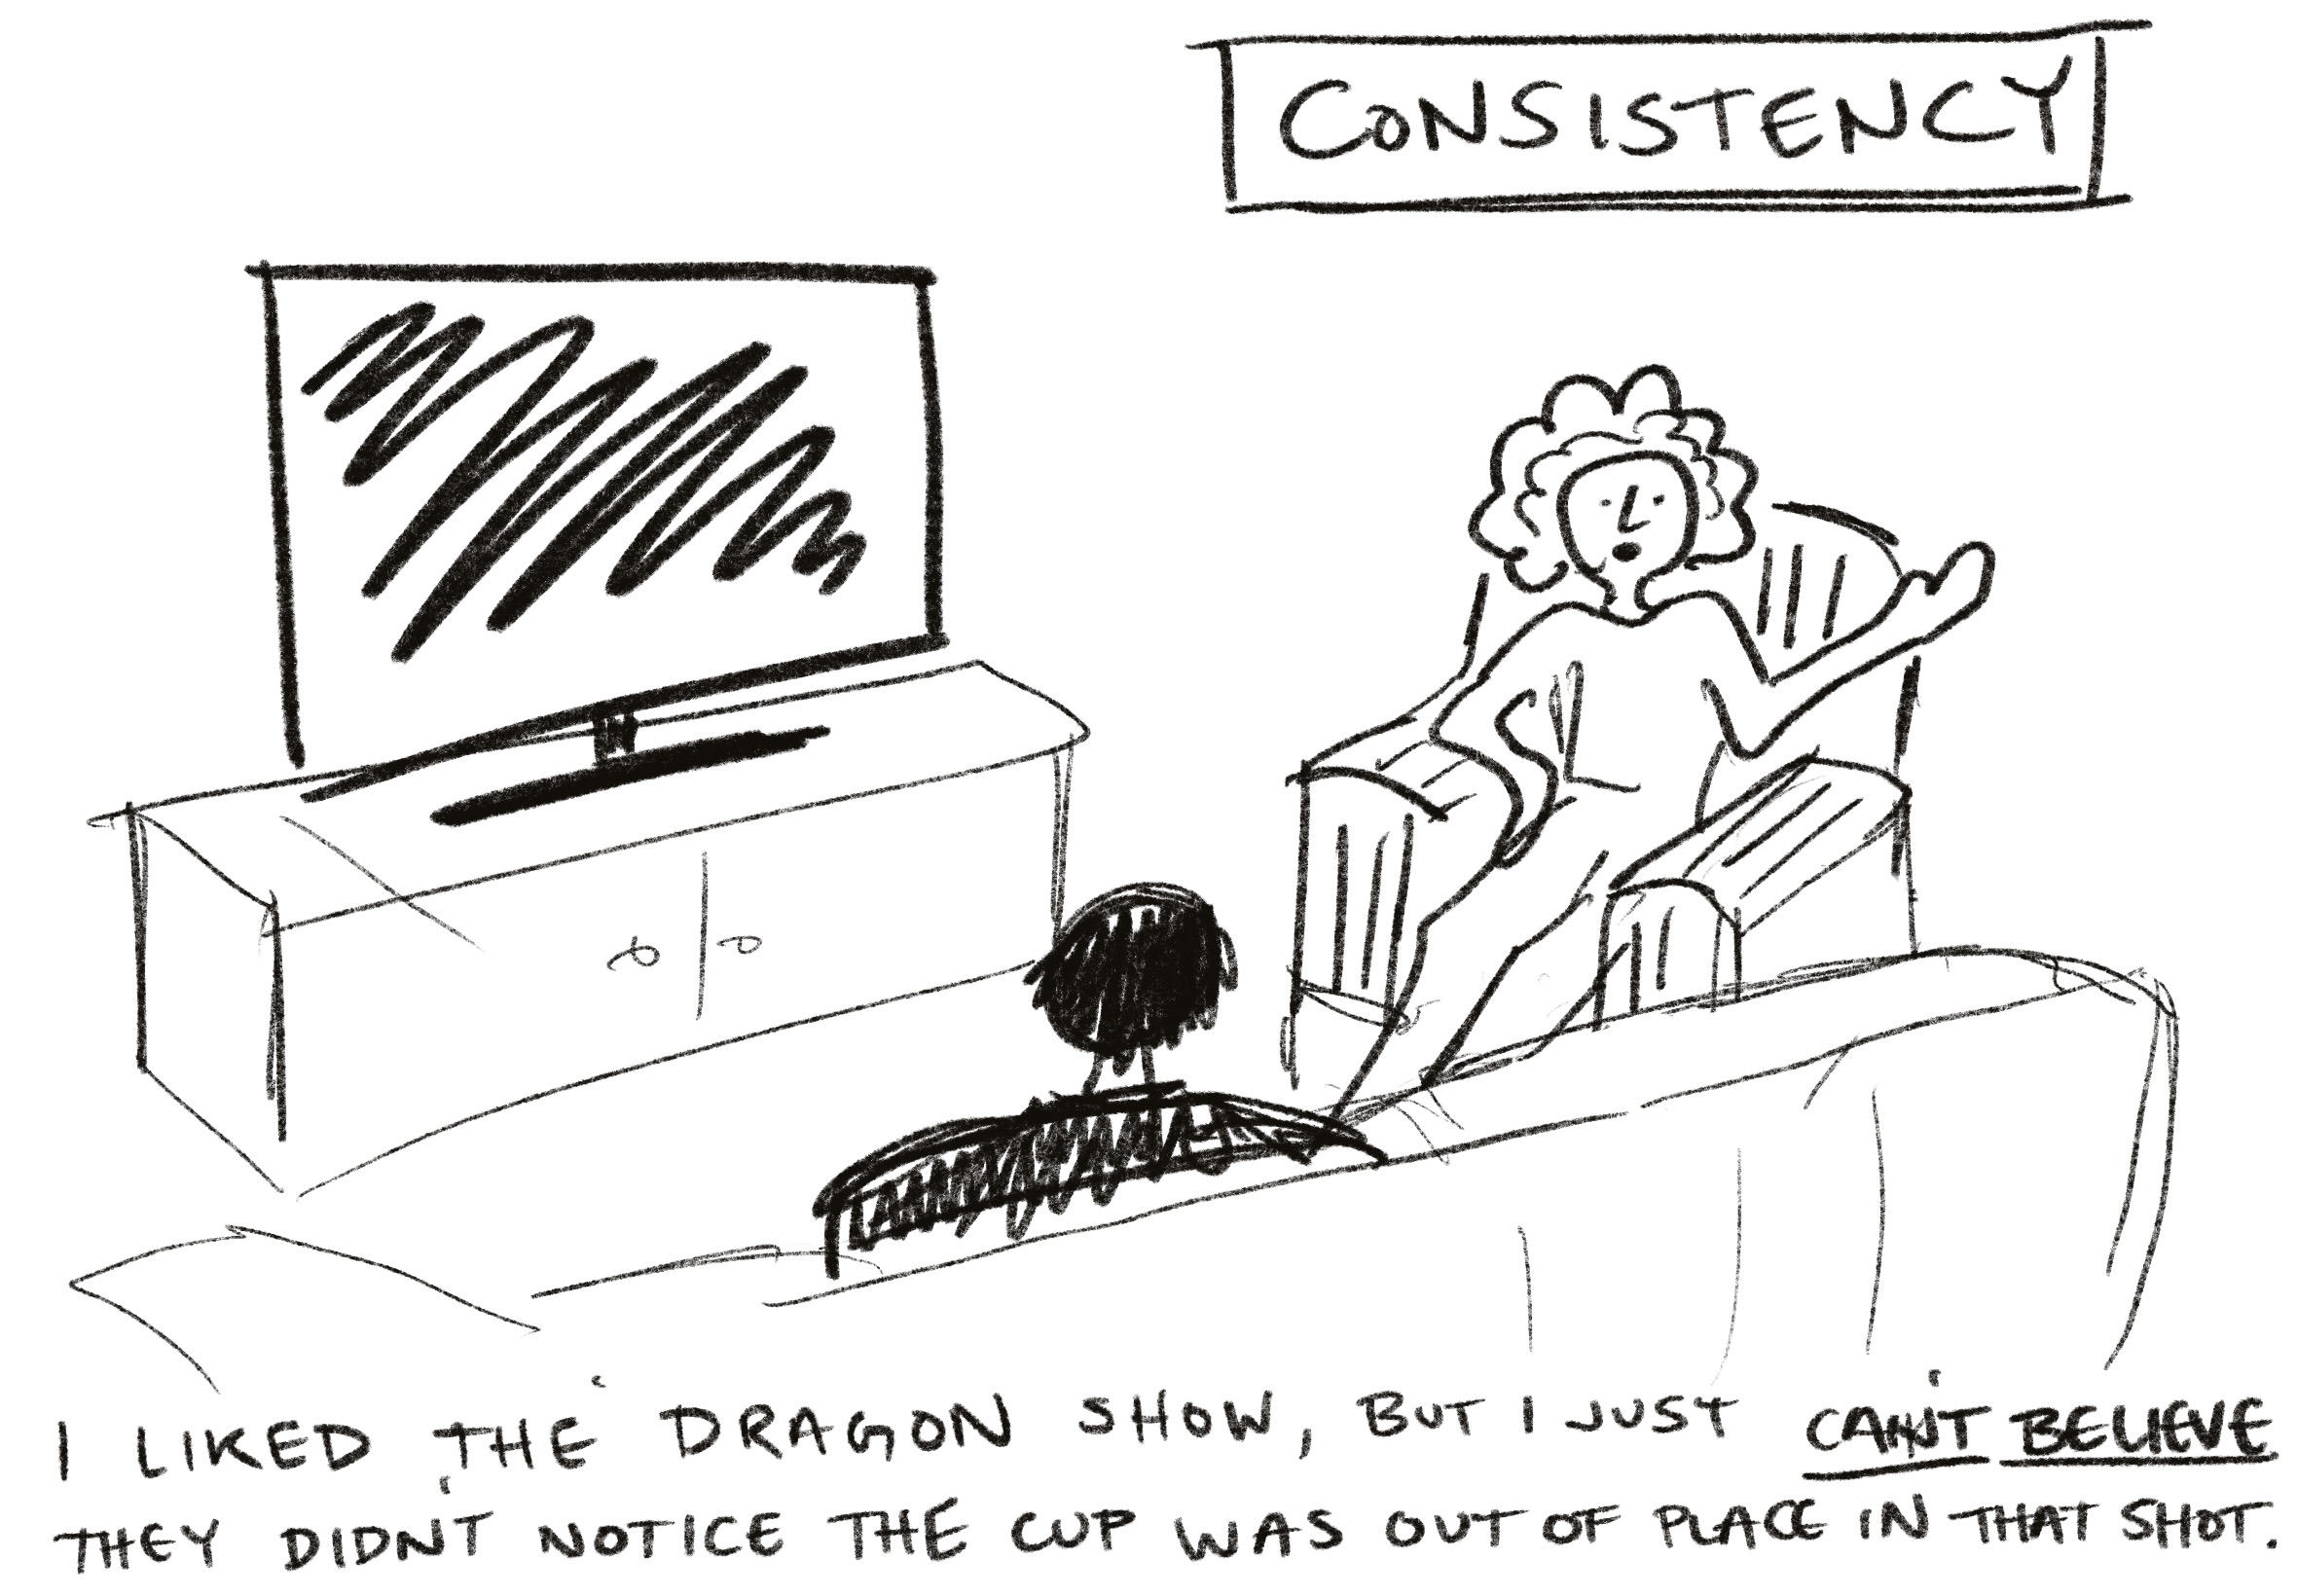 CONSISTENCY
I LIKED THE DRAGON SHOW, BUT I JUST CAN'T BELIEVE
THEY DIDN'T NOTICE THE CUP WAS OUT OF PLACE IN THAT SHOT.